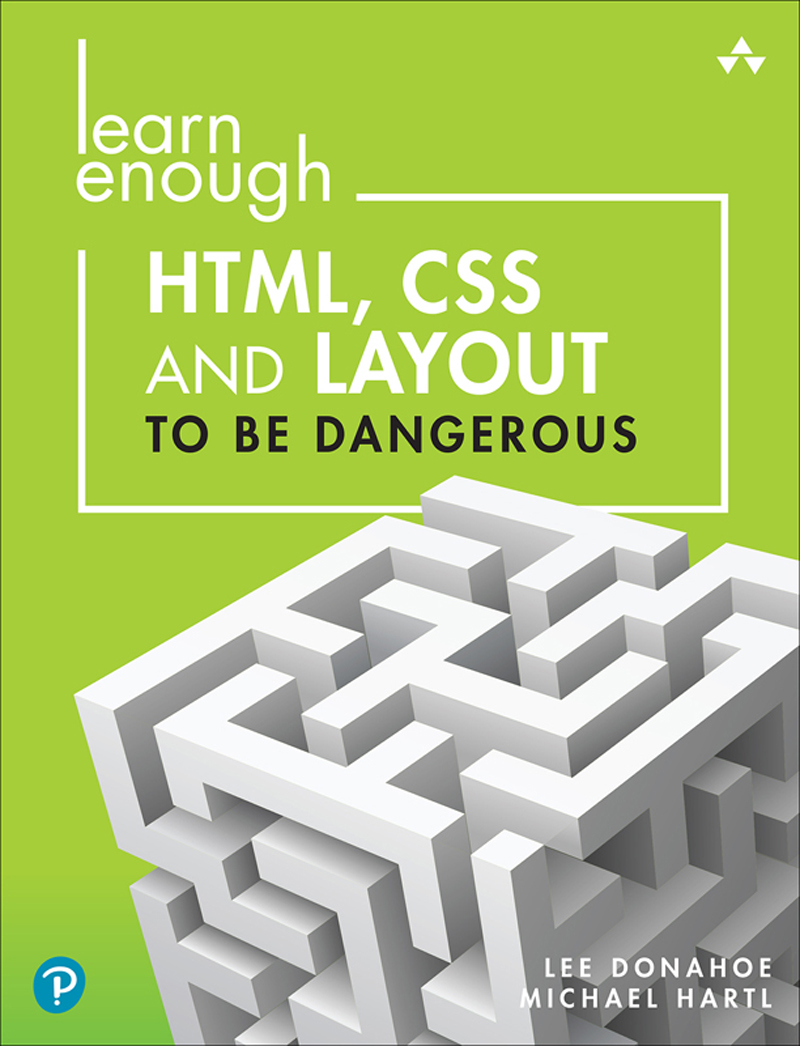 learn
enough
HTML, CSS
AND LAYOUT
TO BE DANGEROUS
LEE DONAHOE
MICHAEL HARTL